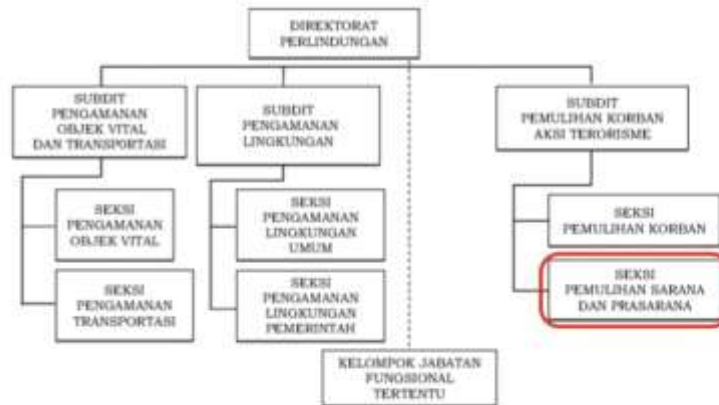 DIREKTORAT
PERLINDUNGAN
SUBDIT
PENGAMANAN
OBJEK VITAL
DAN TRANSPORTASI
SUBDIT
PENGAMANAN
LINGKUNGAN
SUBDIT
PEMULIHAN KORBAN
AKSI TERORISME
SEKSI
PENGAMANAN
OBJEK VITAL
SEKSI
PENGAMANAN
TRANSPORTASI
SEKSI
PENGAMANAN
LINGKUNGAN
UMUM
SEKSI
PENGAMANAN
LINGKUNGAN
PEMERINTAH
SEKSI
PEMULIHAN KORBAN
SEKSI
PEMULIHAN SARANA
DAN PRASARANA
KELOMPOK JABATAN
FUNGSIONAL
TERTENTU